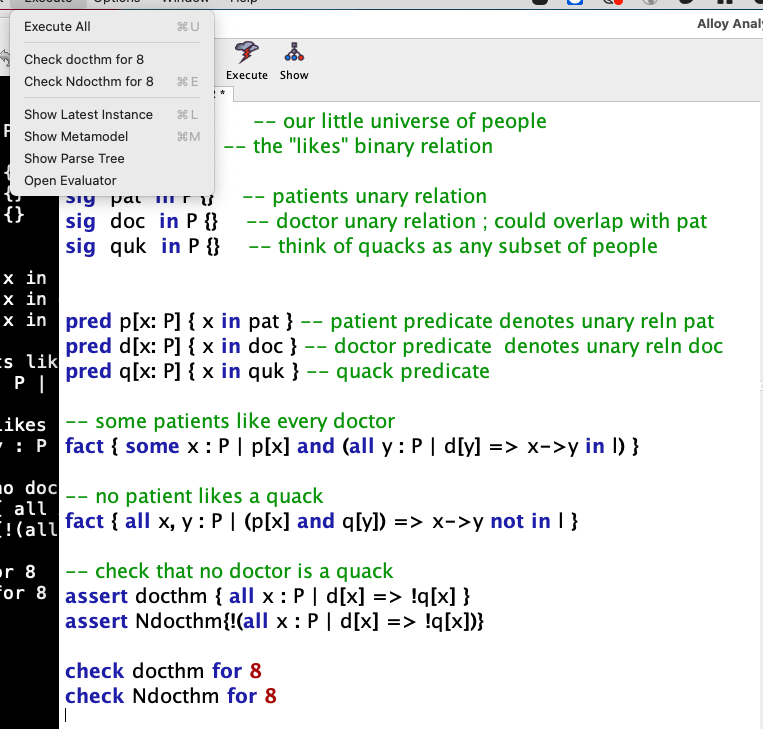 Execute Options Window Help
Alloy Analy
Execute All ⌘U
Check docthm for 8
Check Ndocthm for 8 ⌘E
Show Latest Instance ⌘L
Show Metamodel ⌘M
Show Parse Tree
Open Evaluator
Execute Show
-- our little universe of people
-- the "likes" binary relation
sig pat in P {} -- patients unary relation
sig doc in P {} -- doctor unary relation ; could overlap with pat
sig quk in P {} -- think of quacks as any subset of people
pred p[x: P] { x in pat } -- patient predicate denotes unary reln pat
pred d[x: P] { x in doc } -- doctor predicate denotes unary reln doc
pred q[x: P] { x in quk } -- quack predicate
-- some patients like every doctor
fact { some x : P | p[x] and (all y : P | d[y] => x->y in l) }
-- no patient likes a quack
fact { all x, y : P | (p[x] and q[y]) => x->y not in l }
-- check that no doctor is a quack
assert docthm { all x : P | d[x] => !q[x] }
assert Ndocthm{!(all x : P | d[x] => !q[x])}
check docthm for 8
check Ndocthm for 8
{}
x in
x in
x in
ts lik
P |
likes
y : P
no doc
all
(!(all
or 8
for 8